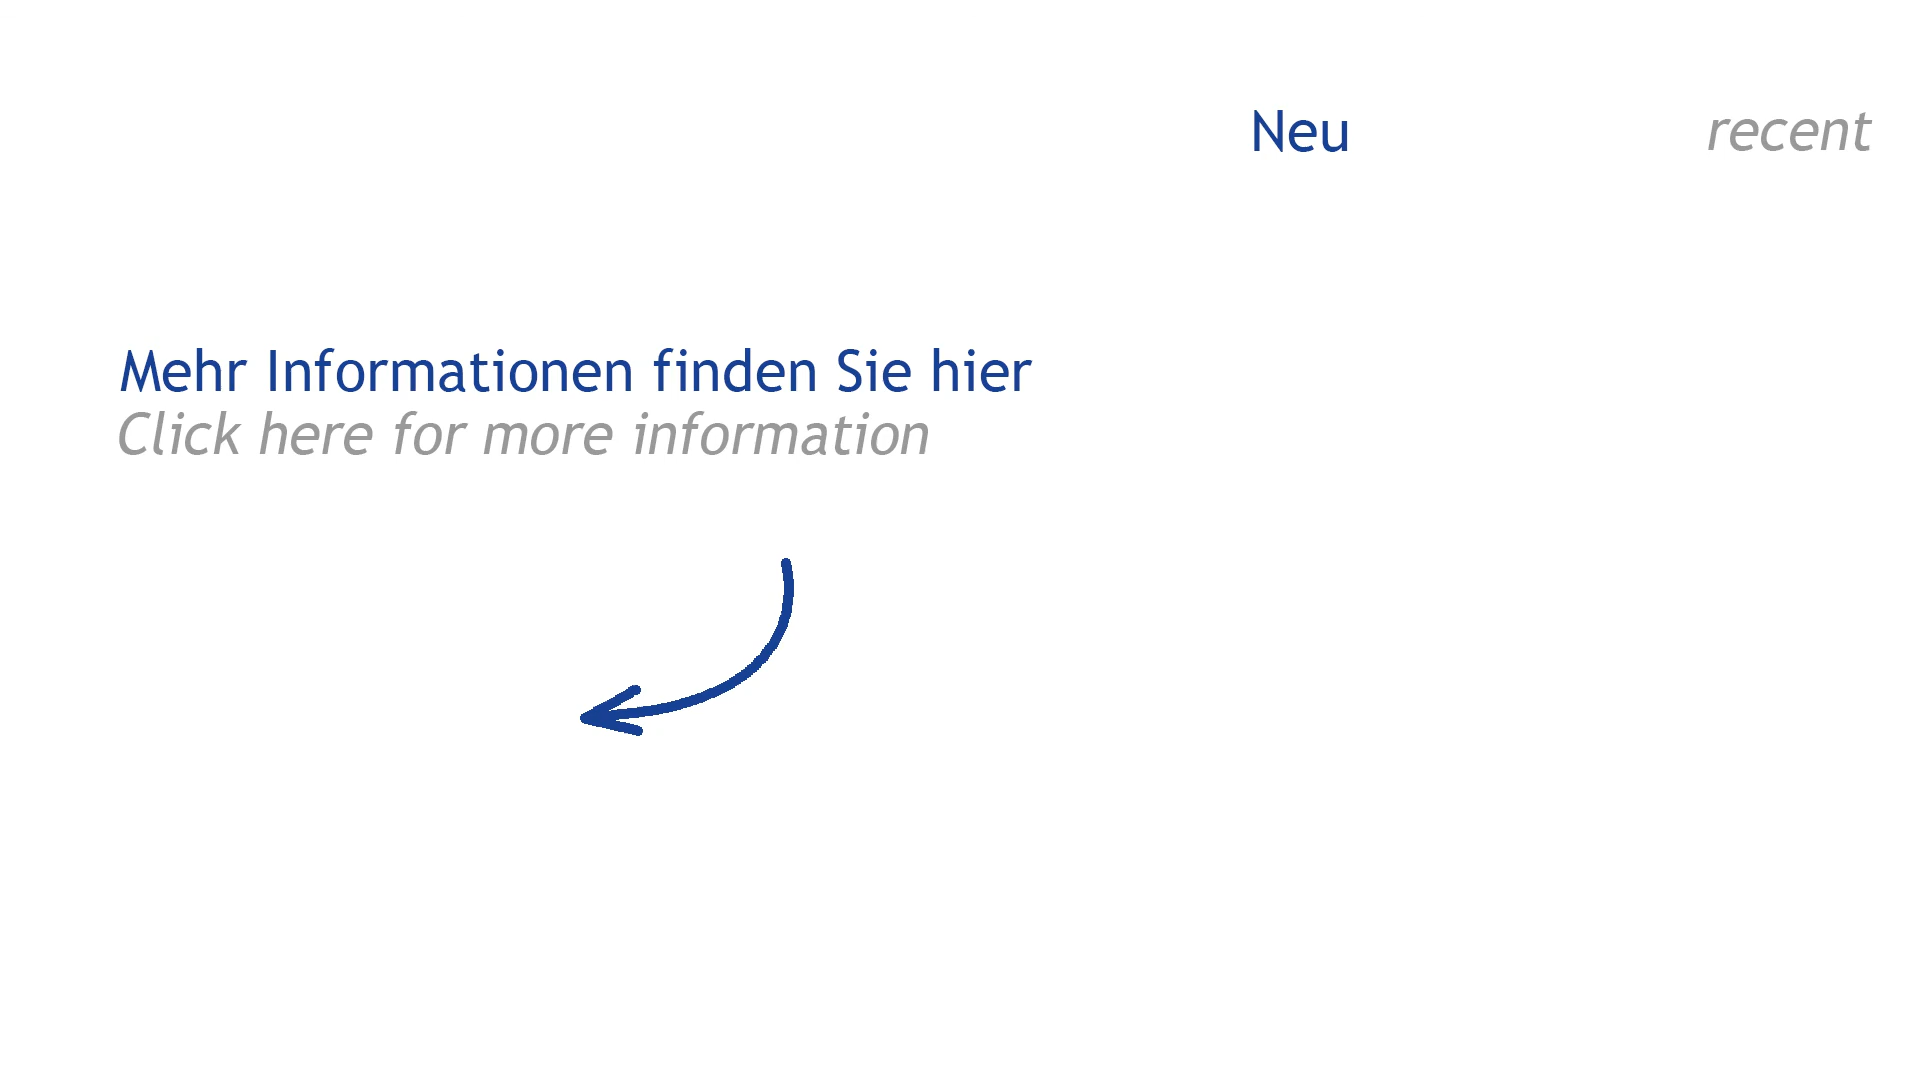 Neu recent
Mehr Informationen finden Sie hier
Click here for more information